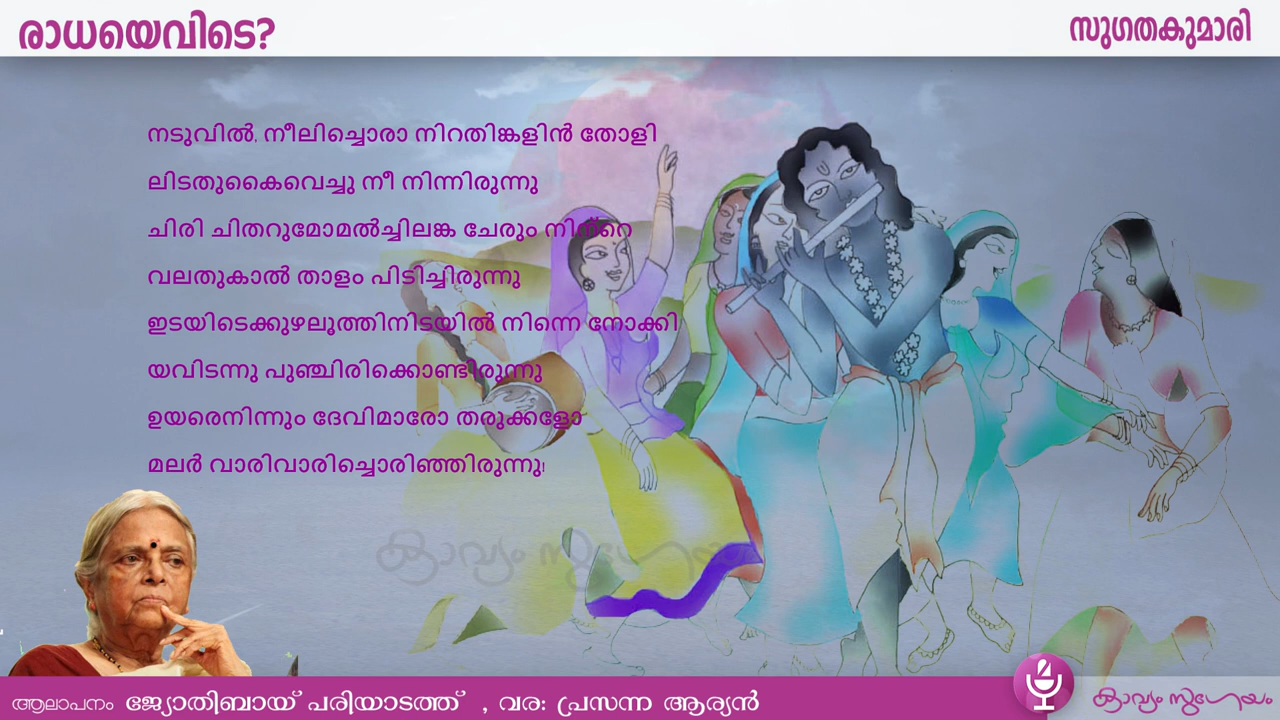 രാധയെവിടെ?
സുഗതകുമാരി
നടുവിൽ, നീലിച്ചൊരാ നിറതിങ്കളിൻ തോളി
ലിടതുകൈവെച്ചു നീ നിന്നിരുന്നു
ചിരി ചിതറുമോമൽച്ചിലങ്ക ചേരും നിന്റെ
വലതുകാൽ താളം പിടിച്ചിരുന്നു
ഇടയിടെക്കുഴലൂത്തിനിടയിൽ നിന്നെ നോക്കി
യവിടന്നു പുഞ്ചിരിക്കൊണ്ടിരുന്നു
ഉയരെനിന്നും ദേവിമാരോ തരുക്കളോ
മലർ വാരിവാരിച്ചൊരിഞ്ഞിരുന്നു!
കാവ്യം സുഗേയം
ആലാപനം ജ്യോതിബായ് പരിയാടത്ത് , വര: പ്രസന്ന ആര്യൻ
കാവ്യം സുഗേയം